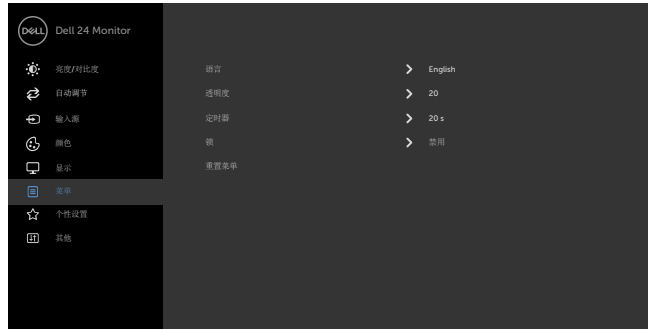 DELL Dell 24 Monitor
亮度/对比度
自动调节
输入源
颜色
显示
菜单
个性设置
其他
语言 English
透明度 20
定时器 20 s
锁 禁用
重置菜单